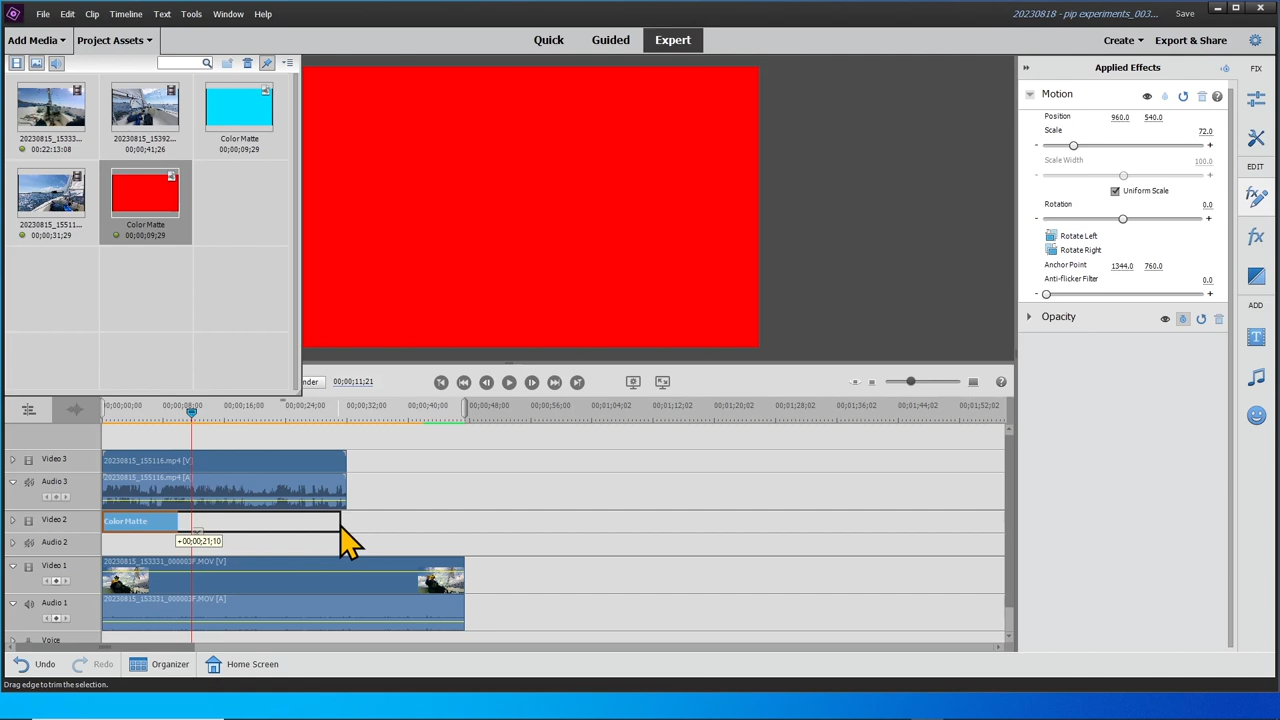 File Edit Clip Timeline Text Tools Window Help
20230818 - pip experiments_003... Save
Add Media Project Assets Quick Guided Expert Create Export & Share
20230815_15333...
00:22:13:08
20230815_15392...
00;00;41;26
Color Matte
00;00;09;29
20230815_15511...
00;00;31;29
Color Matte
00;00;09;29
Applied Effects
Motion
Position 960.0 540.0
Scale 72.0
- +
Scale Width 100.0
- +
Uniform Scale
Rotation 0.0
- +
Rotate Left
Rotate Right
Anchor Point 1344.0 760.0
Anti-flicker Filter 0.0
- +
Opacity
FIX
EDIT
ADD
nder 00;00;11;21
00;00;00;00 00;00;08;00 00;00;16;00 00;00;24;00 00;00;32;00 00;00;40;00 00;00;48;00 00;00;56;00 00;01;04;02 00;01;12;02 00;01;20;02 00;01;28;02 00;01;36;02 00;01;44;02 00;01;52;02
Video 3 20230815_155116.mp4 [V]
Audio 3 20230815_155116.mp4 [A]
Video 2 Color Matte
Audio 2 +00;00;21;10
Video 1 20230815_153331_000003F.MOV [V]
Audio 1 20230815_153331_000003F.MOV [A]
Voice
Undo Redo Organizer Home Screen
Drag edge to trim the selection.